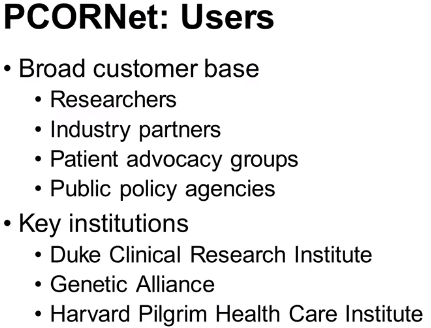 PCORNet: Users
• Broad customer base
• Researchers
• Industry partners
• Patient advocacy groups
• Public policy agencies
• Key institutions
• Duke Clinical Research Institute
• Genetic Alliance
• Harvard Pilgrim Health Care Institute